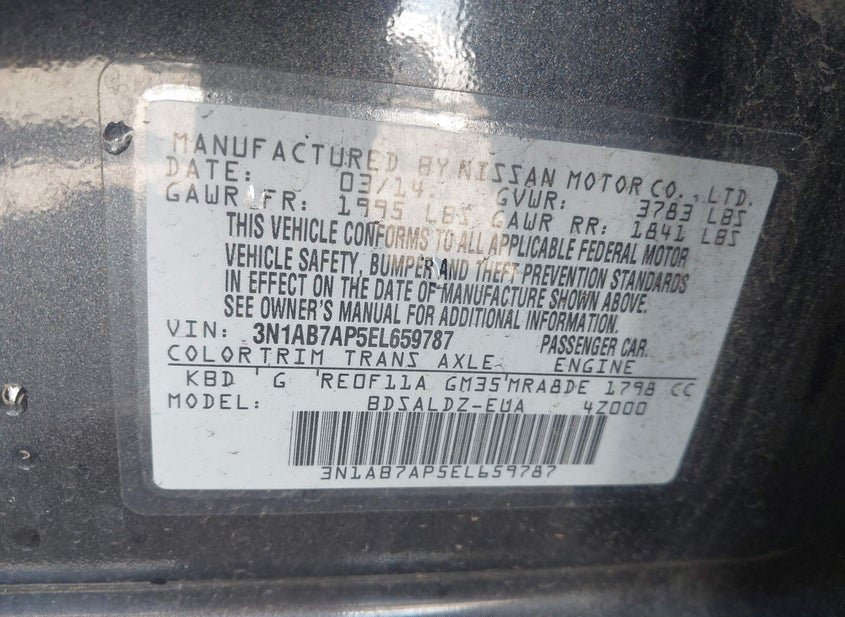 MANUFACTURED BY NISSAN MOTOR CO., LTD.
DATE: 03/14. GVWR: 3783 LBS
GAWR FR: 1995 LBS GAWR RR: 1841 LBS
THIS VEHICLE CONFORMS TO ALL APPLICABLE FEDERAL MOTOR
VEHICLE SAFETY, BUMPER AND THEFT PREVENTION STANDARDS
IN EFFECT ON THE DATE OF MANUFACTURE SHOWN ABOVE.
SEE OWNER'S MANUAL FOR ADDITIONAL INFORMATION.
VIN: 3N1AB7AP5EL659787 PASSENGER CAR.
COLOR TRIM TRANS AXLE ENGINE
KBD G RE0F11A GM35 MRA8DE 1798 CC
MODEL: BDSALDZ-EUA 4Z000
3N1AB7AP5EL659787